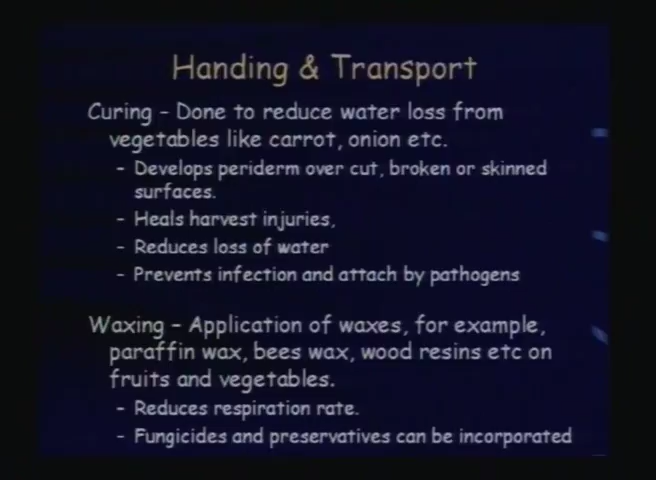 Handing & Transport
Curing – Done to reduce water loss from
vegetables like carrot, onion etc.
– Develops periderm over cut, broken or skinned
surfaces.
– Heals harvest injuries,
– Reduces loss of water
– Prevents infection and attach by pathogens
Waxing – Application of waxes, for example,
paraffin wax, bees wax, wood resins etc on
fruits and vegetables.
– Reduces respiration rate.
– Fungicides and preservatives can be incorporated